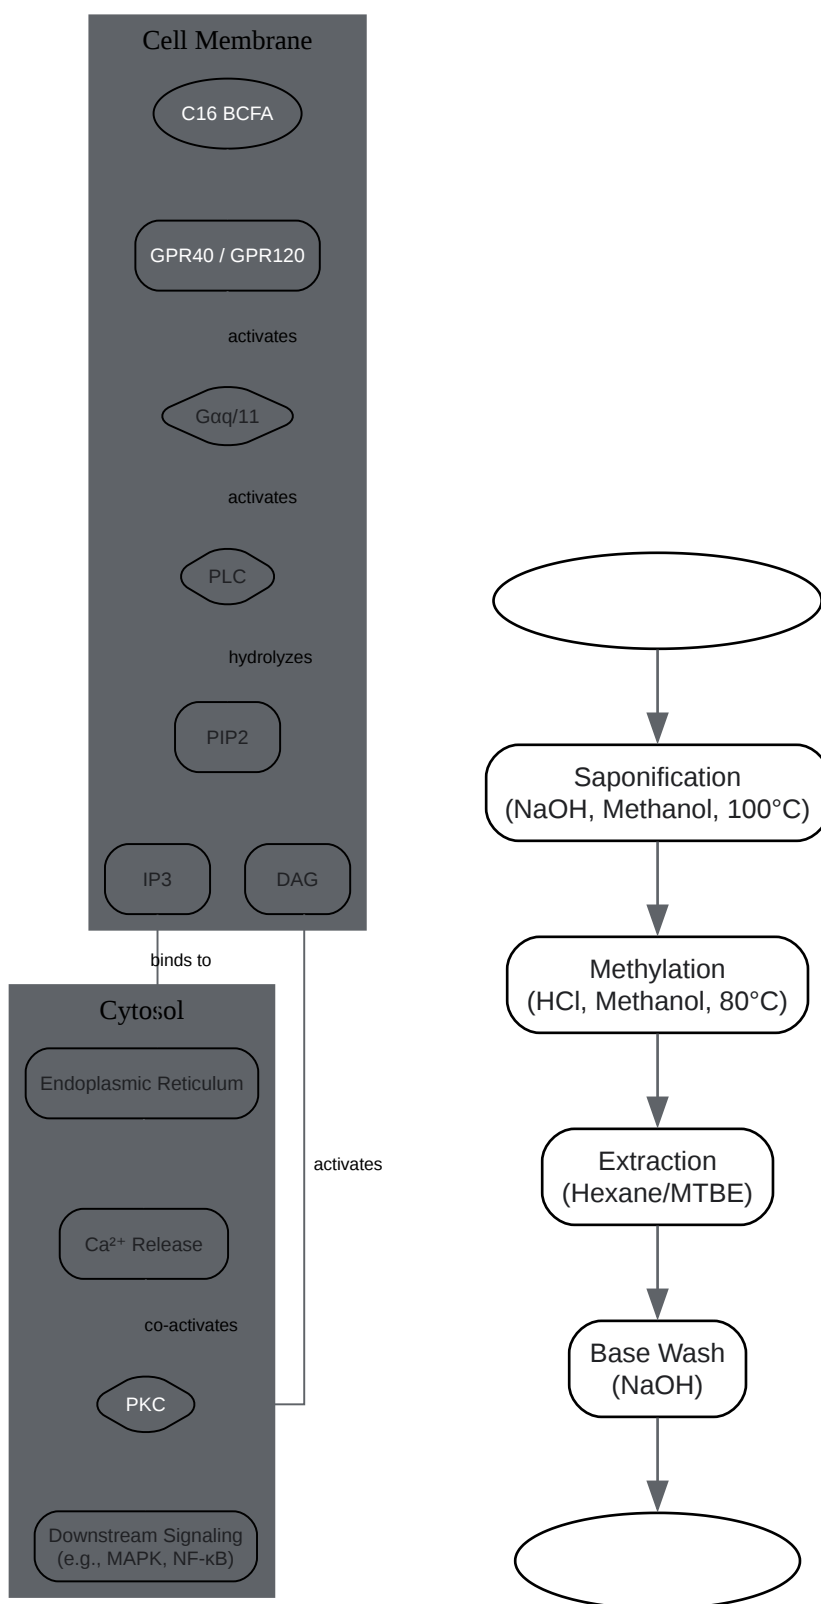 Cell Membrane
C16 BCFA
GPR40 / GPR120
activates
Gαq/11
activates
PLC
hydrolyzes
PIP2
IP3
DAG
binds to
Cytosol
Endoplasmic Reticulum
activates
Ca²⁺ Release
co-activates
PKC
Downstream Signaling
(e.g., MAPK, NF-κB)
Saponification
(NaOH, Methanol, 100°C)
Methylation
(HCl, Methanol, 80°C)
Extraction
(Hexane/MTBE)
Base Wash
(NaOH)